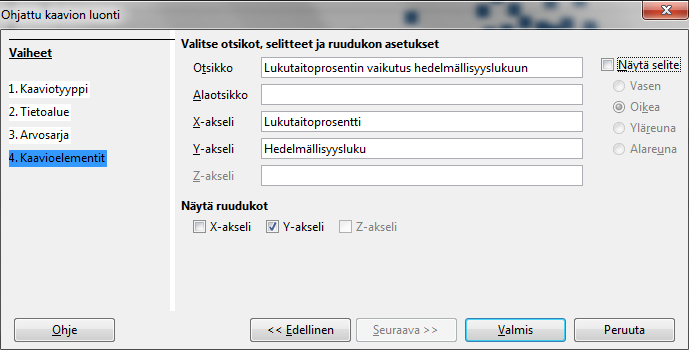 Ohjattu kaavion luonti
Vaiheet
1. Kaaviotyyppi
2. Tietoalue
3. Arvosarja
4. Kaavioelementit
Valitse otsikot, selitteet ja ruudukon asetukset
Otsikko Lukutaitoprosentin vaikutus hedelmällisyyslukuun
Alaotsikko
X-akseli Lukutaitoprosentti
Y-akseli Hedelmällisyysluku
Z-akseli
Näytä selite
Vasen
Oikea
Yläreuna
Alareuna
Näytä ruudukot
X-akseli Y-akseli Z-akseli
Ohje << Edellinen Seuraava >> Valmis Peruuta